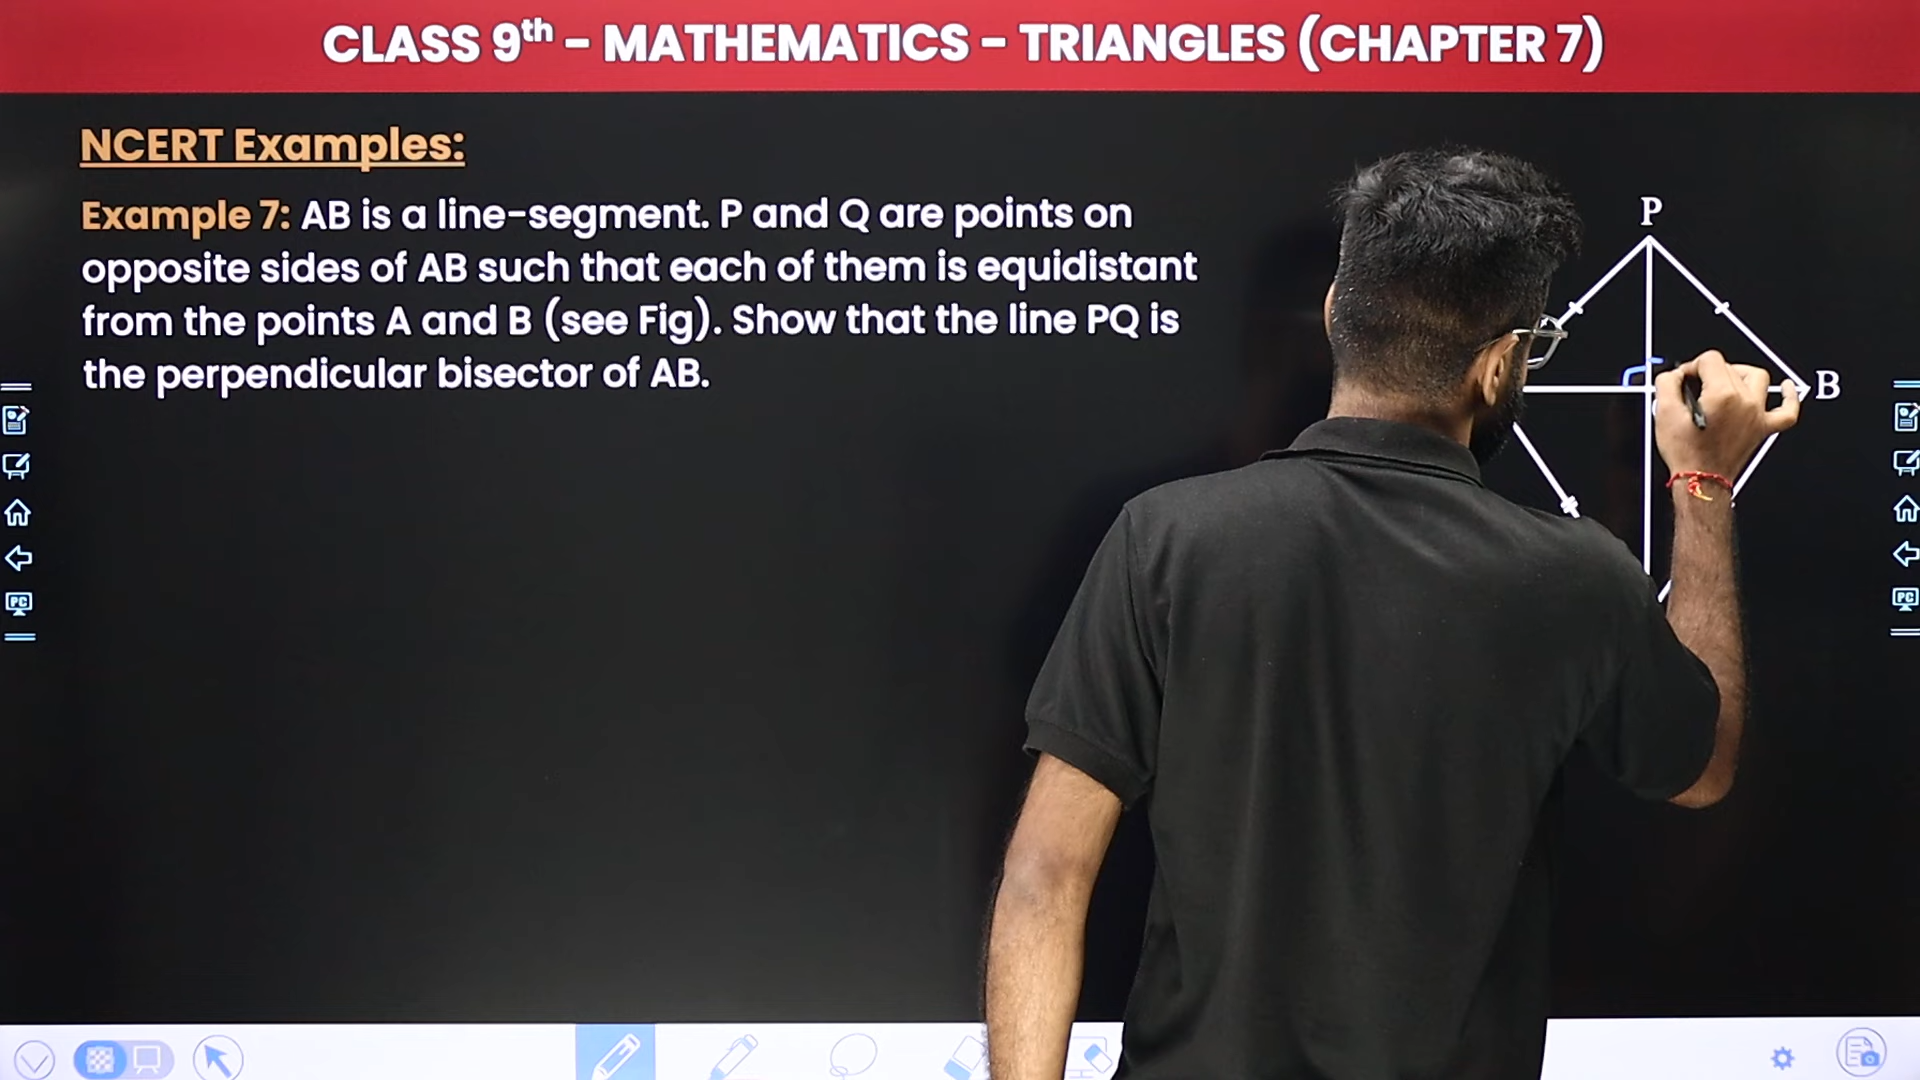 CLASS 9th - MATHEMATICS - TRIANGLES (CHAPTER 7)
NCERT Examples:
Example 7: AB is a line-segment. P and Q are points on
opposite sides of AB such that each of them is equidistant
from the points A and B (see Fig). Show that the line PQ is
the perpendicular bisector of AB.
P
B
PC
PC